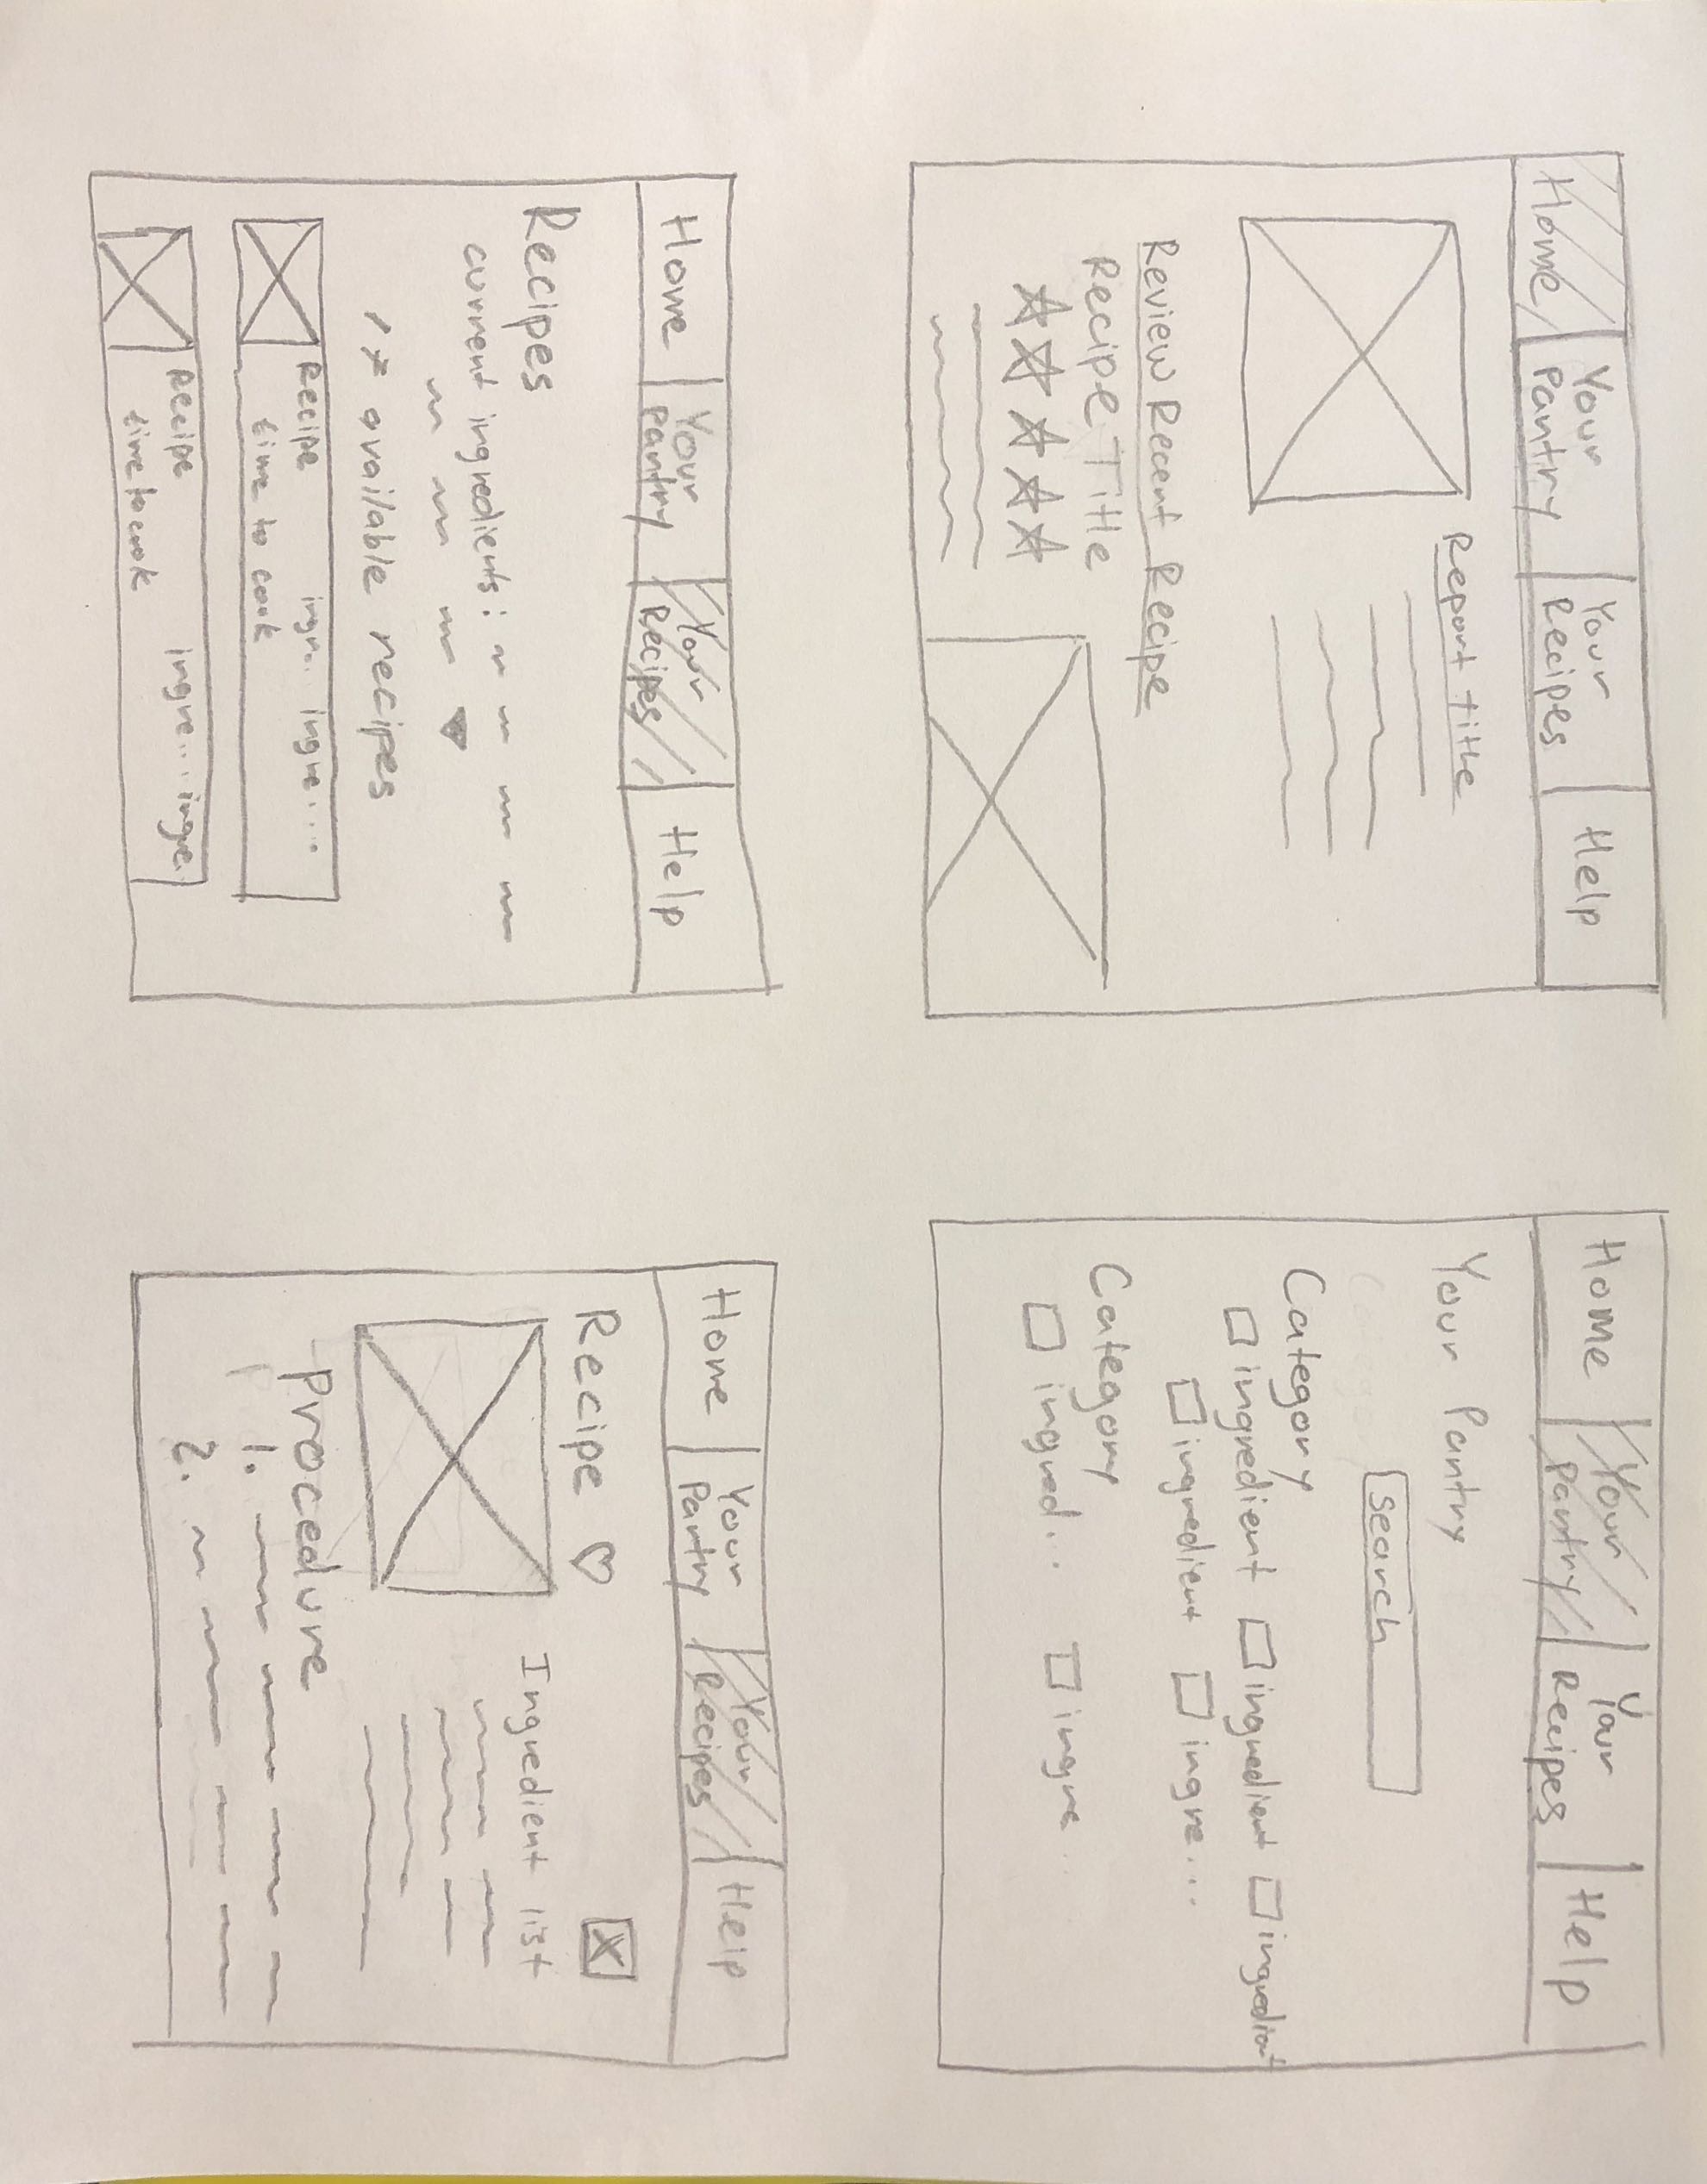 Home
Your
Pantry
Your
Recipes
Help
Report Title
Review Recent Recipe
Recipe Title
Home
Your
Pantry
Your
Recipes
Help
Your Pantry
search
Category
Category
ingredient ingredient ingredient
ingredient ingre...
Category
ingred... ingre..
Home
Your
Pantry
Your
Recipes
Help
Recipes
current ingredients:
17 available recipes
Recipe ingr.. ingre....
time to cook
Recipe ingre... ingre.
time to cook
Home
Your
Pantry
Your
Recipes
Help
Recipe
X
Ingredient list
Procedure
P
1.
2.